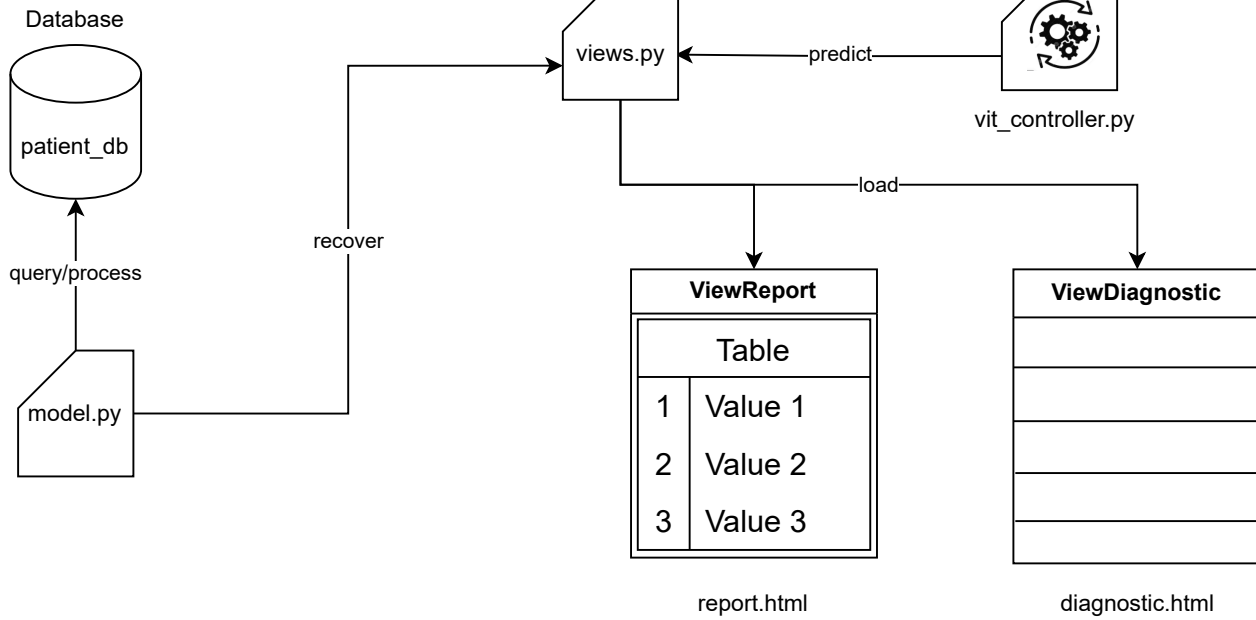 Database
patient_db
query/process
model.py
recover
views.py
predict
vit_controller.py
load
ViewReport
Table
1 Value 1
2 Value 2
3 Value 3
report.html
ViewDiagnostic
diagnostic.html